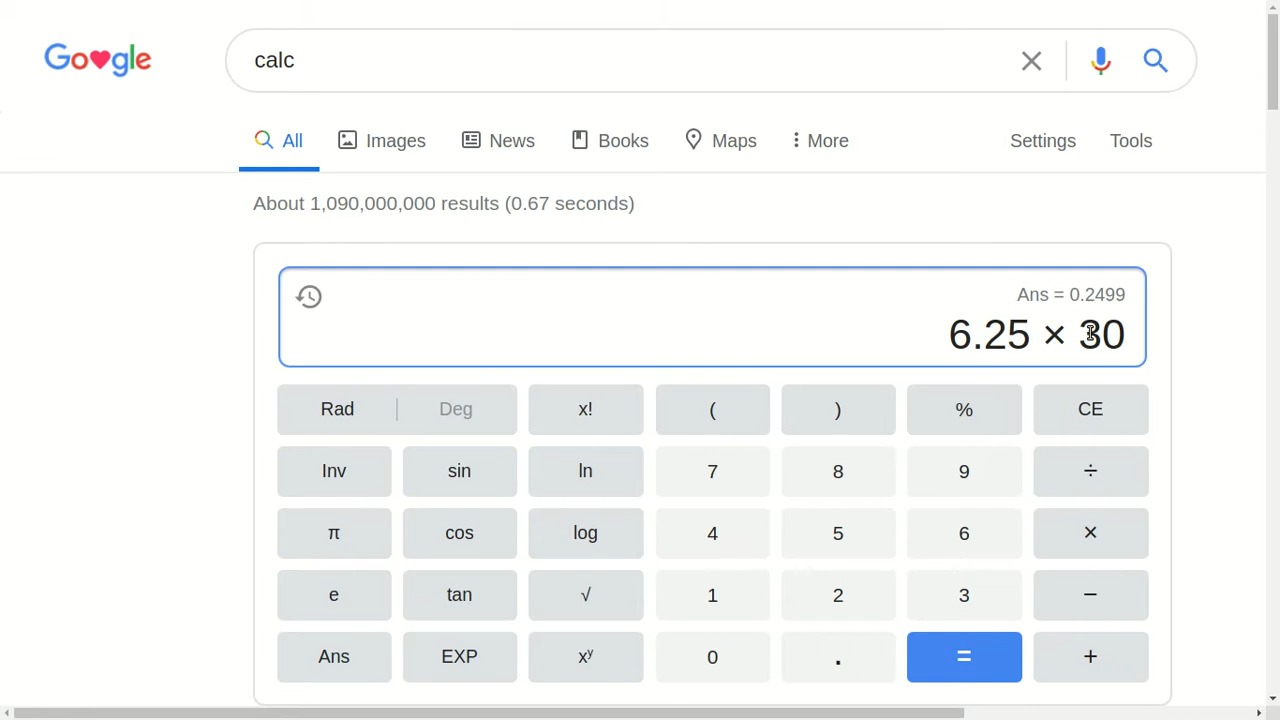 Google
calc
All Images News Books Maps More Settings Tools
About 1,090,000,000 results (0.67 seconds)
Ans = 0.2499
6.25 × 30
Rad Deg x! ( ) % CE
Inv sin ln 7 8 9 ÷
π cos log 4 5 6 ×
e tan √ 1 2 3 −
Ans EXP xʸ 0 . = +